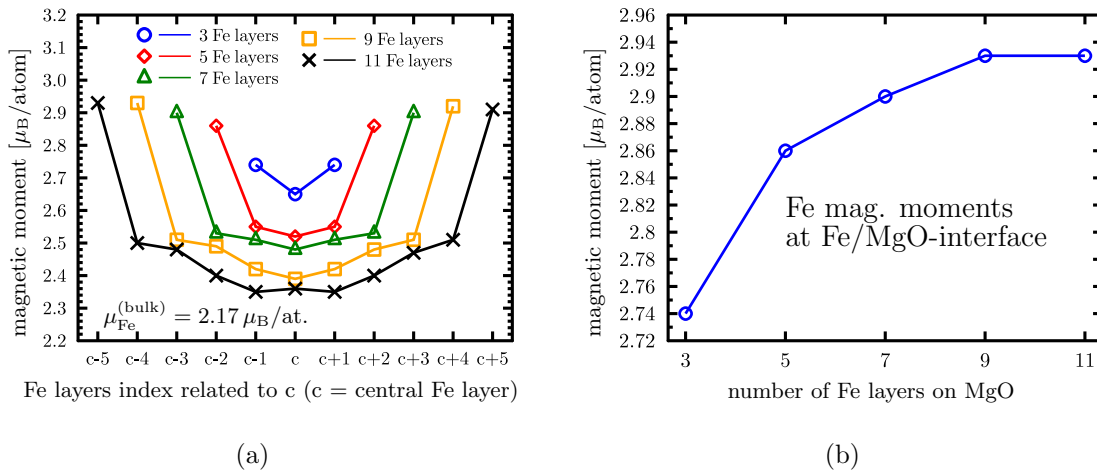 3.2
3.1
3.0
2.9
2.8
2.7
2.6
2.5
2.4
2.3
2.2
magnetic moment [μB/atom]
3 Fe layers
5 Fe layers
7 Fe layers
9 Fe layers
11 Fe layers
μFe(bulk) = 2.17 μB/at.
c-5 c-4 c-3 c-2 c-1 c c+1 c+2 c+3 c+4 c+5
Fe layers index related to c (c = central Fe layer)
(a)
2.96
2.94
2.92
2.90
2.88
2.86
2.84
2.82
2.80
2.78
2.76
2.74
2.72
magnetic moment [μB/atom]
Fe mag. moments
at Fe/MgO-interface
3 5 7 9 11
number of Fe layers on MgO
(b)